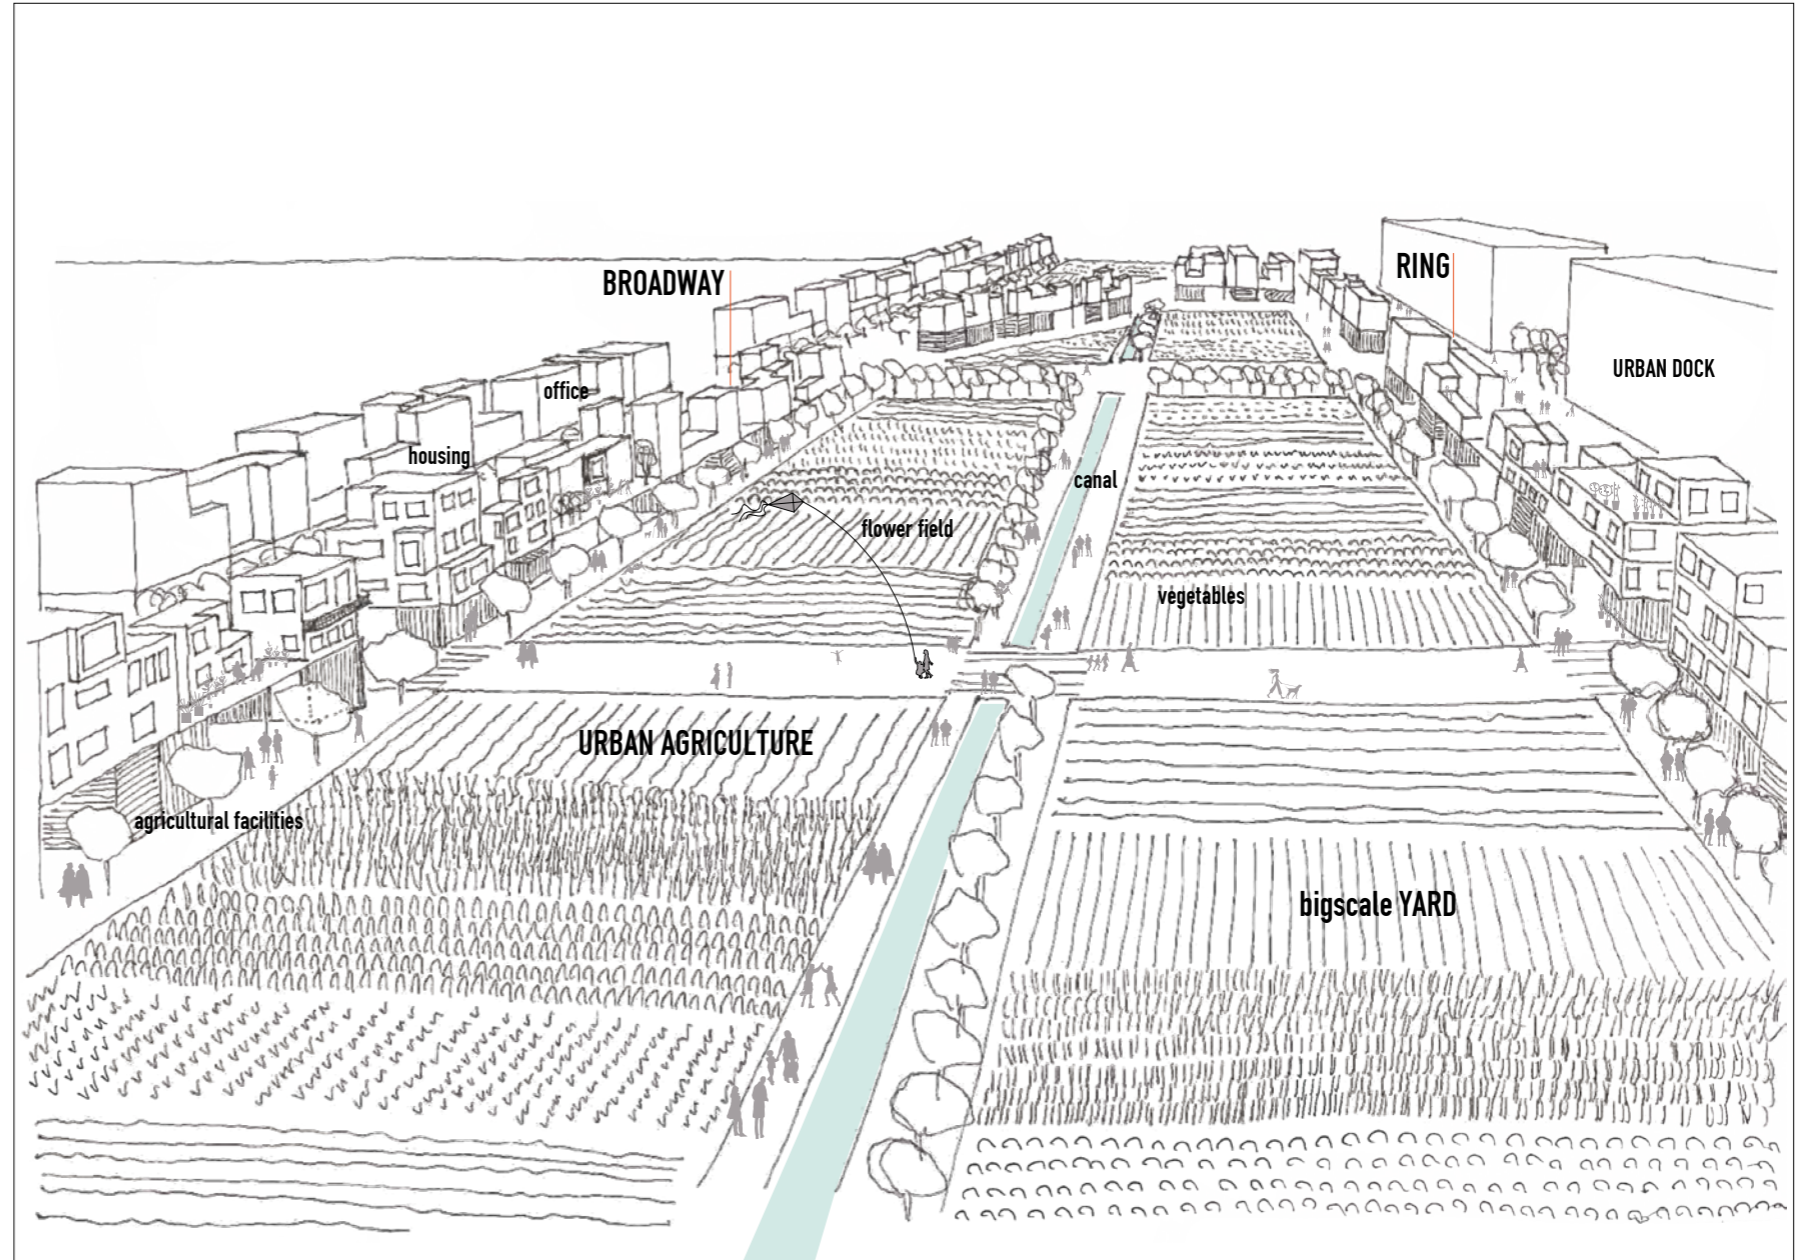 BROADWAY
RING
URBAN DOCK
office
housing
canal
flower field
vegetables
URBAN AGRICULTURE
agricultural facilities
bigscale YARD